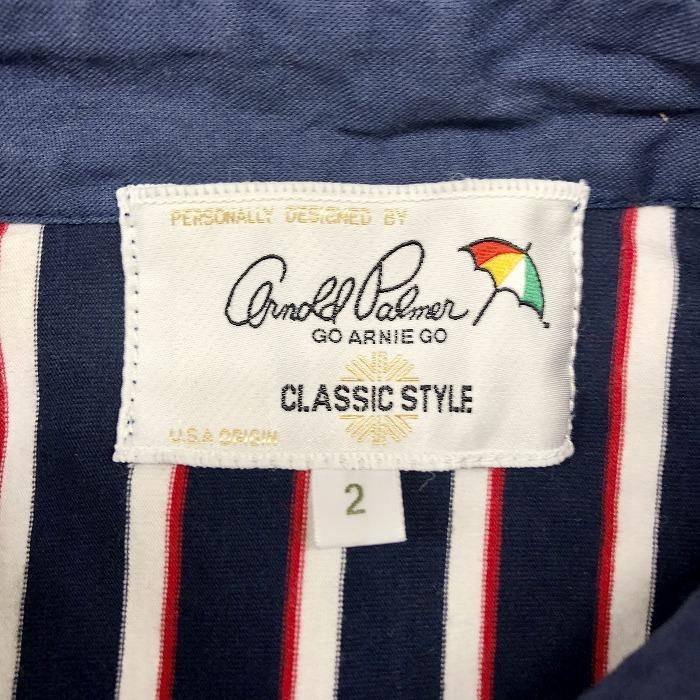 PERSONALLY DESIGNED BY
Arnold Palmer
GO ARNIE GO
CLASSIC STYLE
U.S.A ORIGIN
2